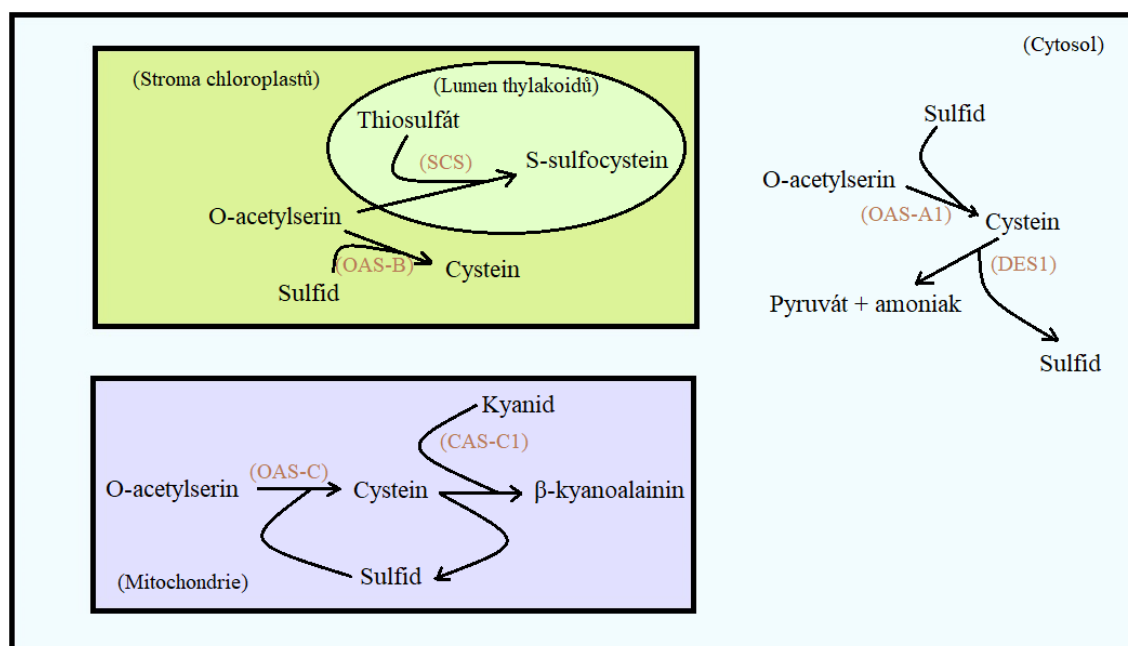 (Cytosol)
(Stroma chloroplastů)
(Lumen thylakoidů)
Thiosulfát
(SCS)
S-sulfocystein
O-acetylserin
(OAS-B)
Cystein
Sulfid
Sulfid
O-acetylserin
(OAS-A1)
Cystein
(DES1)
Pyruvát + amoniak
Sulfid
Kyanid
(CAS-C1)
(OAS-C)
O-acetylserin
Cystein
β-kyanoalainin
Sulfid
(Mitochondrie)